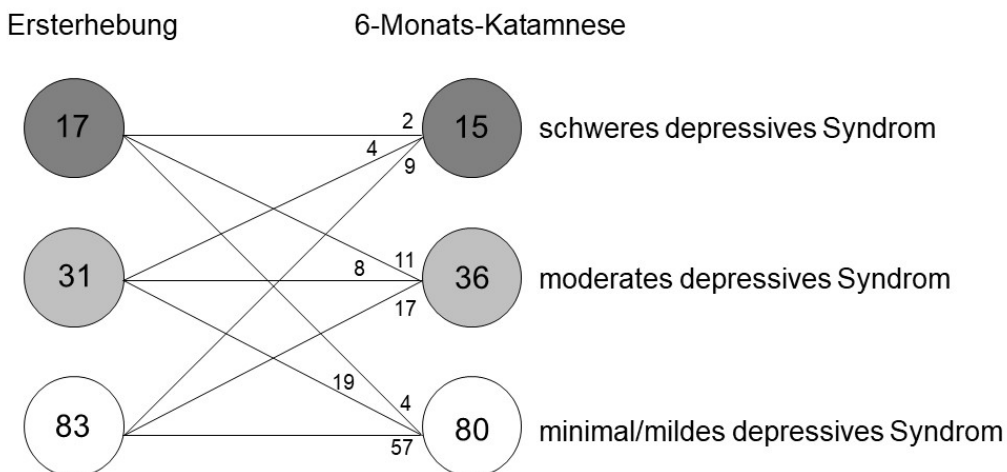 Ersterhebung 6-Monats-Katamnese
17 2 15 schweres depressives Syndrom
4
9
31 8 11 36 moderates depressives Syndrom
17
19
4
83 57 80 minimal/mildes depressives Syndrom